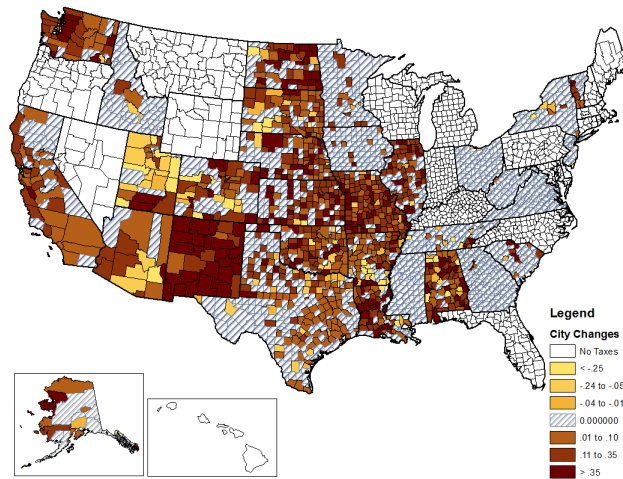 Legend
City Changes
No Taxes
< -.25
-.24 to -.05
-.04 to -.01
0.000000
.01 to .10
.11 to .35
> .35